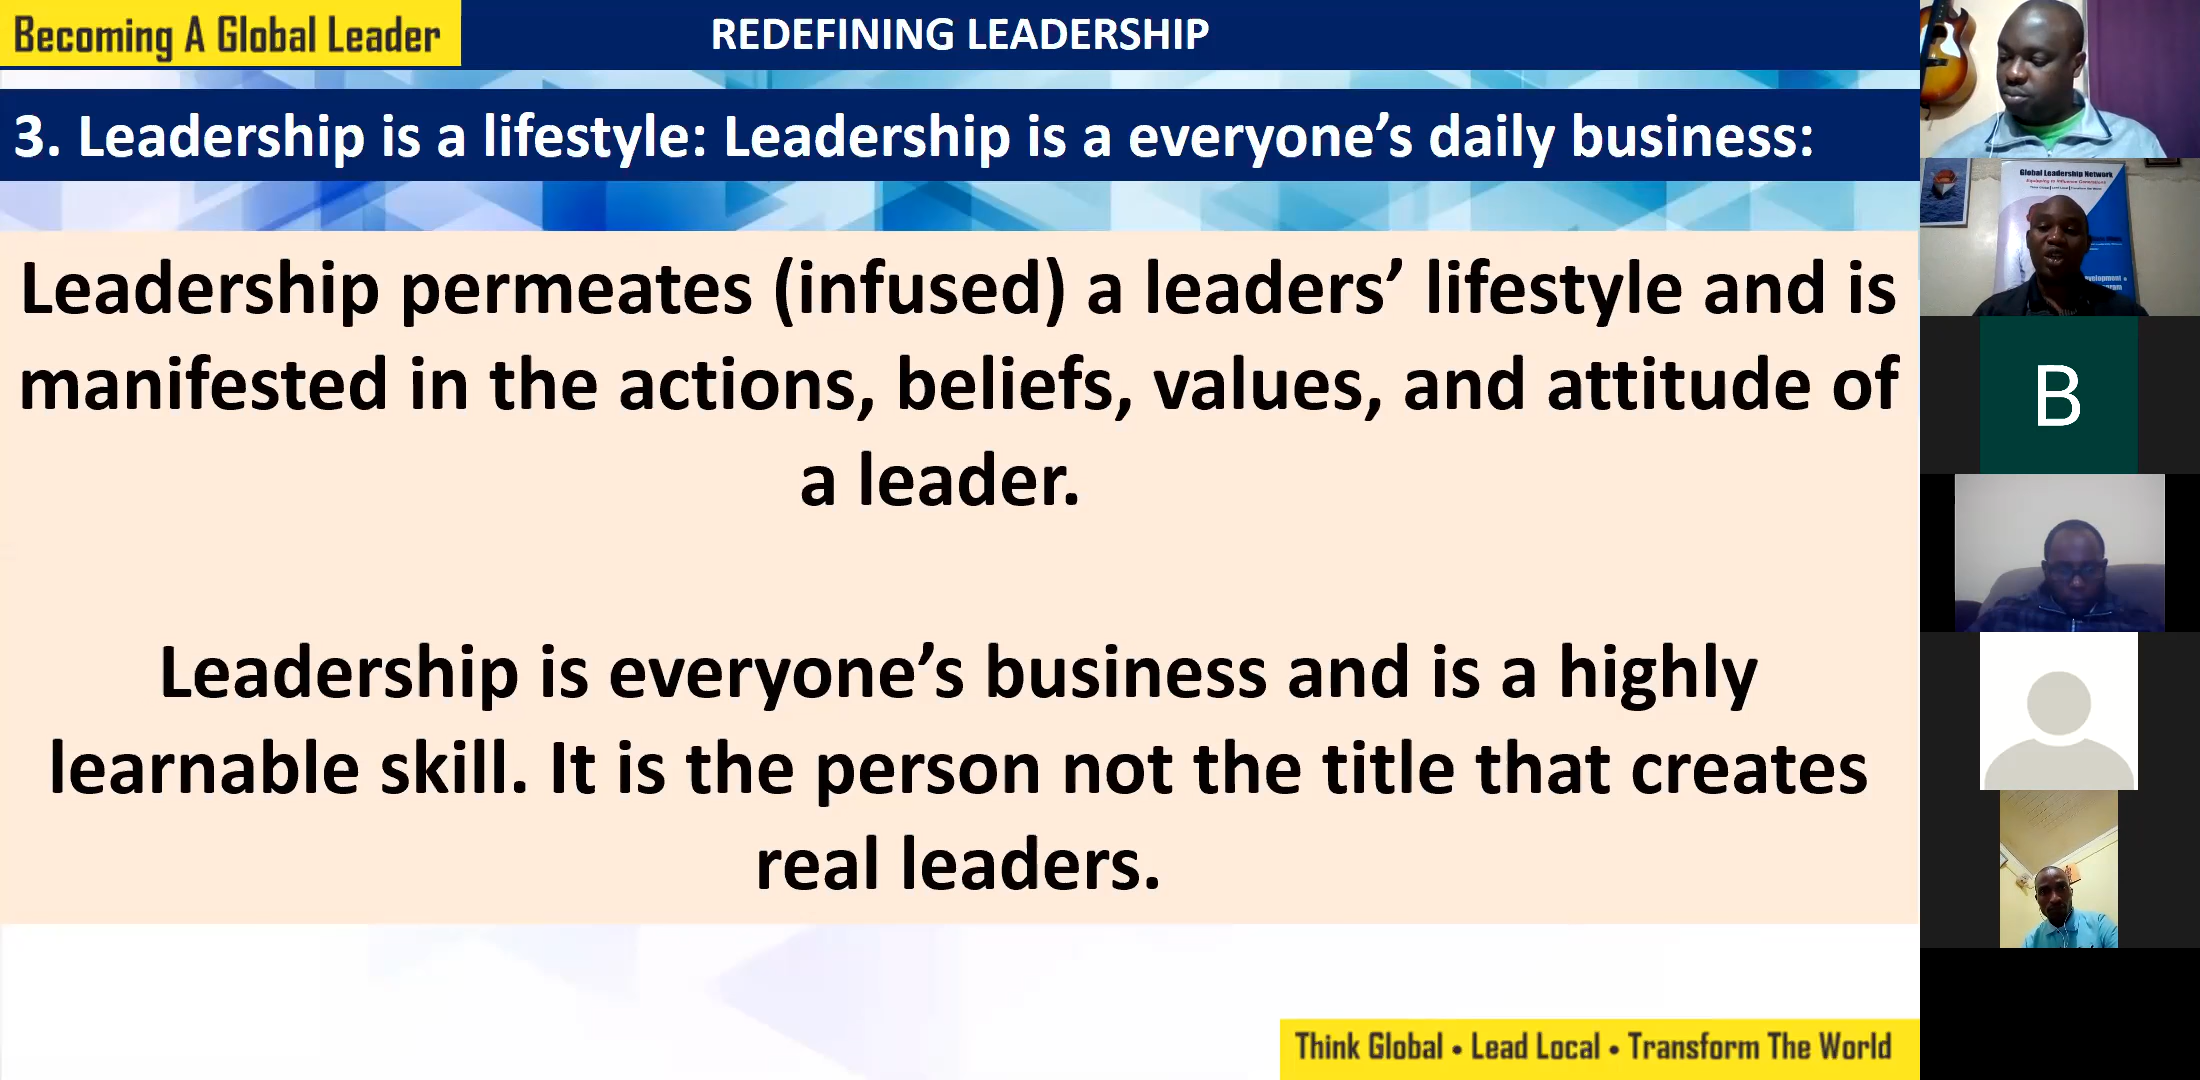 Becoming A Global Leader
REDEFINING LEADERSHIP
3. Leadership is a lifestyle: Leadership is a everyone’s daily business:
Leadership permeates (infused) a leaders’ lifestyle and is
manifested in the actions, beliefs, values, and attitude of
a leader.
Leadership is everyone’s business and is a highly
learnable skill. It is the person not the title that creates
real leaders.
Think Global • Lead Local • Transform The World
Global Leadership Network
B